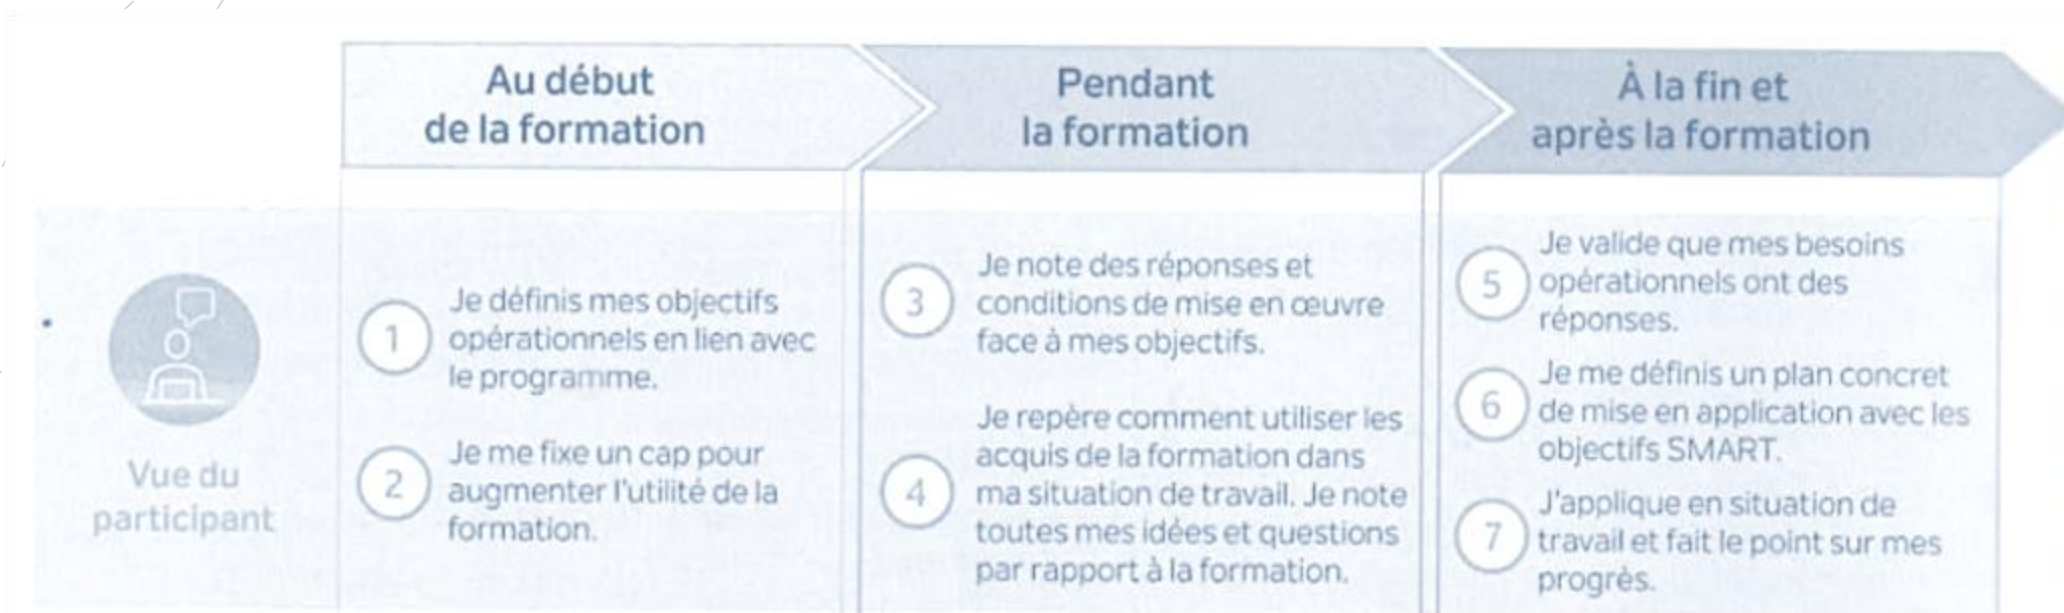 Au début
de la formation
Pendant
la formation
À la fin et
après la formation
Vue du
participant
1
Je définis mes objectifs
opérationnels en lien avec
le programme.
2
Je me fixe un cap pour
augmenter l'utilité de la
formation.
3
Je note des réponses et
conditions de mise en œuvre
face à mes objectifs.
4
Je repère comment utiliser les
acquis de la formation dans
ma situation de travail. Je note
toutes mes idées et questions
par rapport à la formation.
5
Je valide que mes besoins
opérationnels ont des
réponses.
6
Je me définis un plan concret
de mise en application avec les
objectifs SMART.
7
J'applique en situation de
travail et fait le point sur mes
progrès.